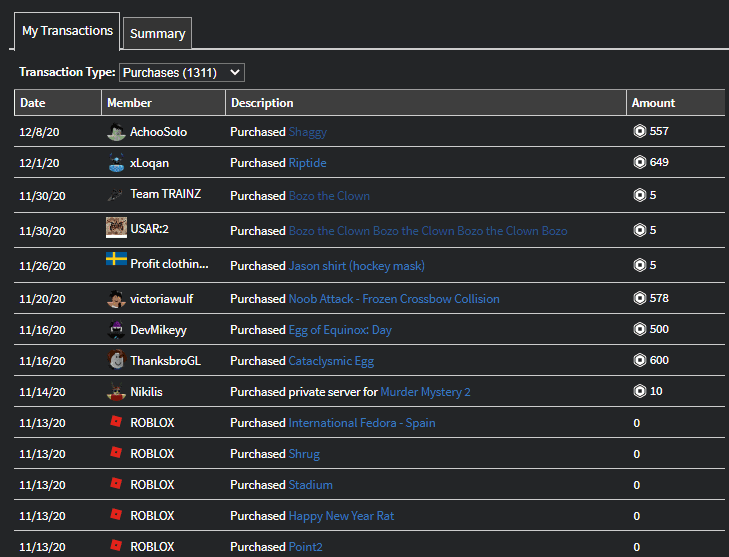 My Transactions Summary
Transaction Type: Purchases (1311)
Date Member Description Amount
12/8/20 AchooSolo Purchased Shaggy 557
12/1/20 xLoqan Purchased Riptide 649
11/30/20 Team TRAINZ Purchased Bozo the Clown 5
11/30/20 USAR:2 Purchased Bozo the Clown Bozo the Clown Bozo the Clown Bozo 5
11/26/20 Profit clothin... Purchased Jason shirt (hockey mask) 5
11/20/20 victoriawulf Purchased Noob Attack - Frozen Crossbow Collision 578
11/16/20 DevMikeyy Purchased Egg of Equinox: Day 500
11/16/20 ThanksbroGL Purchased Cataclysmic Egg 600
11/14/20 Nikilis Purchased private server for Murder Mystery 2 10
11/13/20 ROBLOX Purchased International Fedora - Spain 0
11/13/20 ROBLOX Purchased Shrug 0
11/13/20 ROBLOX Purchased Stadium 0
11/13/20 ROBLOX Purchased Happy New Year Rat 0
11/13/20 ROBLOX Purchased Point2 0